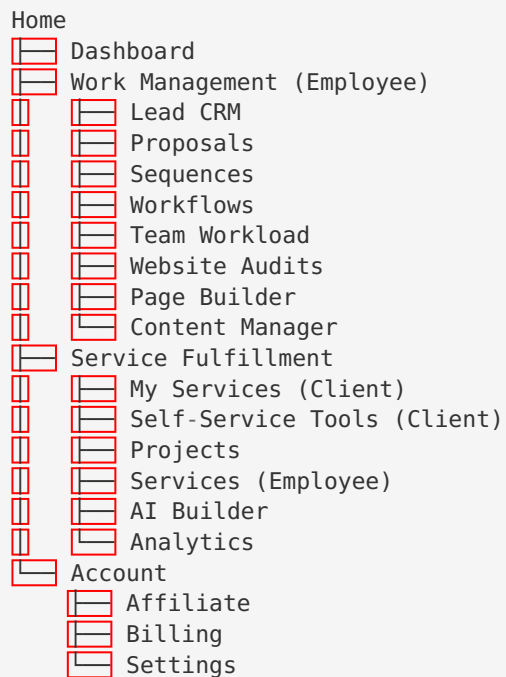 Home
├── Dashboard
├── Work Management (Employee)
│   ├── Lead CRM
│   ├── Proposals
│   ├── Sequences
│   ├── Workflows
│   ├── Team Workload
│   ├── Website Audits
│   ├── Page Builder
│   └── Content Manager
├── Service Fulfillment
│   ├── My Services (Client)
│   ├── Self-Service Tools (Client)
│   ├── Projects
│   ├── Services (Employee)
│   ├── AI Builder
│   └── Analytics
└── Account
    ├── Affiliate
    ├── Billing
    └── Settings